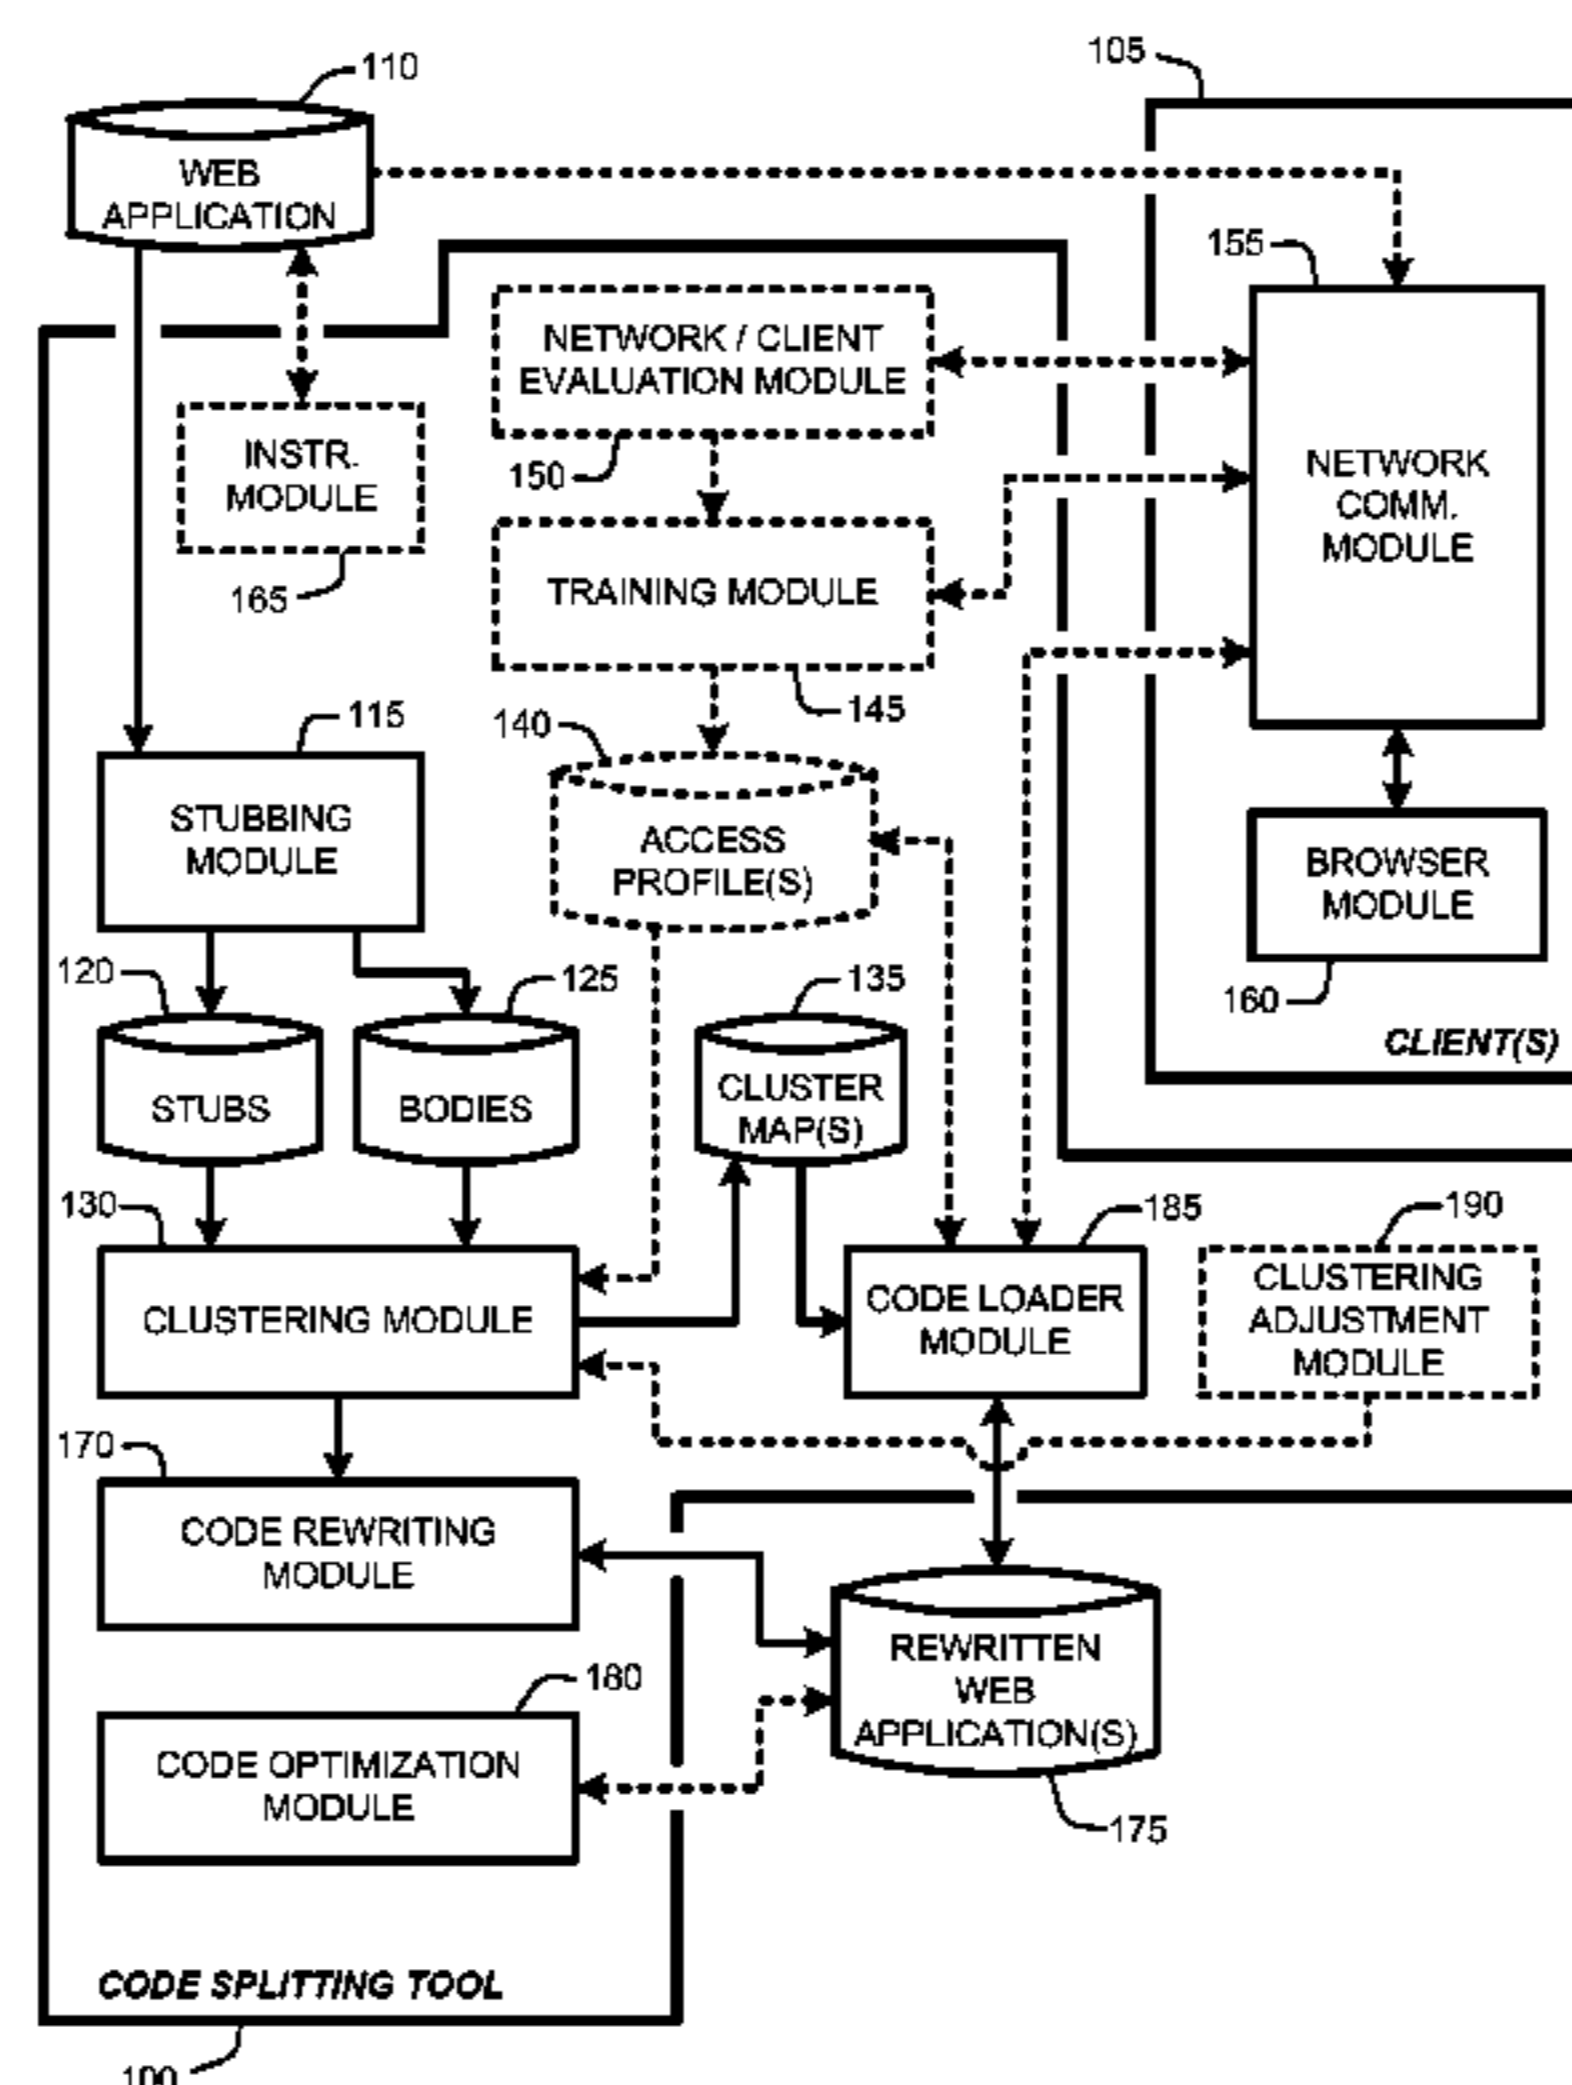 110
105
WEB
APPLICATION
155
NETWORK / CLIENT
EVALUATION MODULE
150
INSTR.
MODULE
165
NETWORK
COMM.
MODULE
TRAINING MODULE
145
140
115
STUBBING
MODULE
ACCESS
PROFILE(S)
BROWSER
MODULE
160
CLIENT(S)
120
125
135
STUBS
BODIES
CLUSTER
MAP(S)
130
185
190
CLUSTERING MODULE
CODE LOADER
MODULE
CLUSTERING
ADJUSTMENT
MODULE
170
CODE REWRITING
MODULE
REWRITTEN
WEB
APPLICATION(S)
175
180
CODE OPTIMIZATION
MODULE
CODE SPLITTING TOOL
100